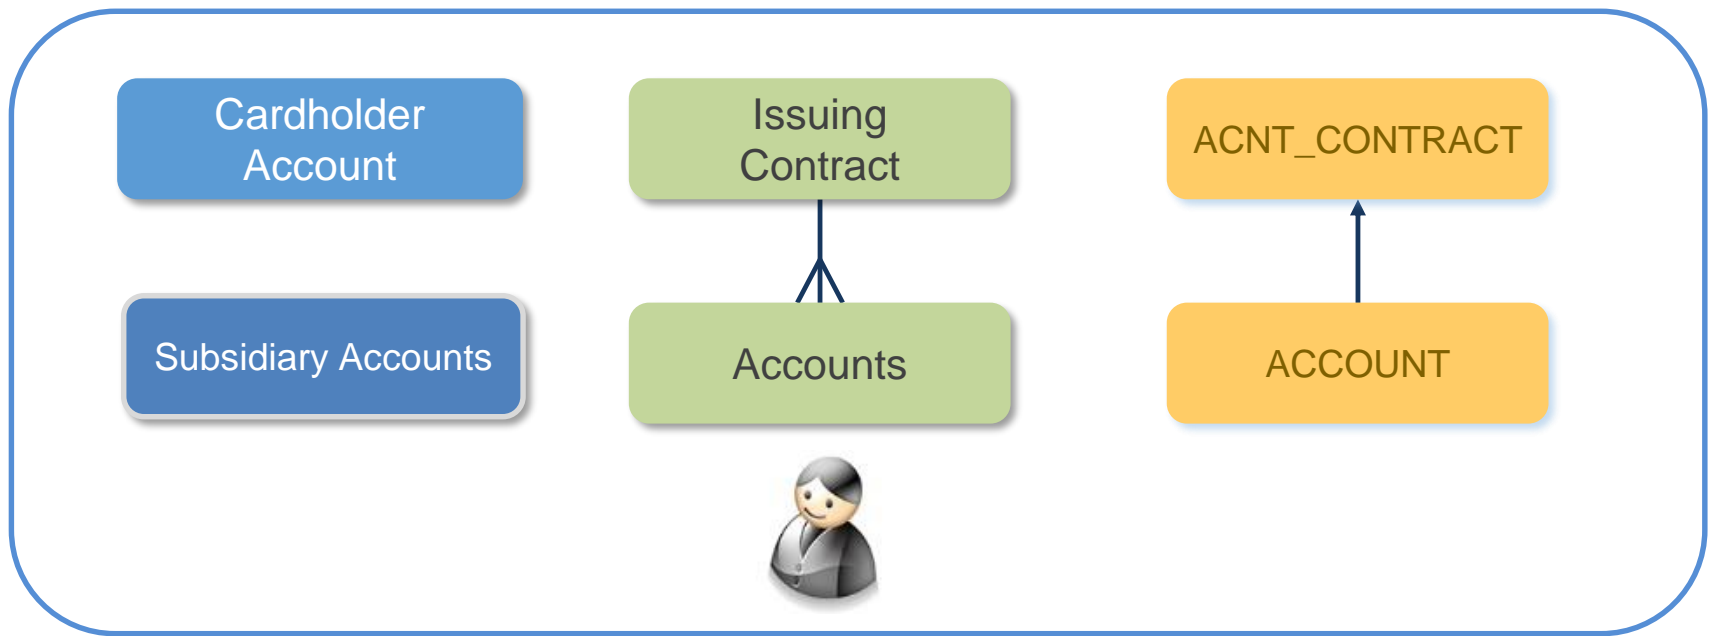 Cardholder
Account
Issuing
Contract
ACNT_CONTRACT
Subsidiary Accounts
Accounts
ACCOUNT